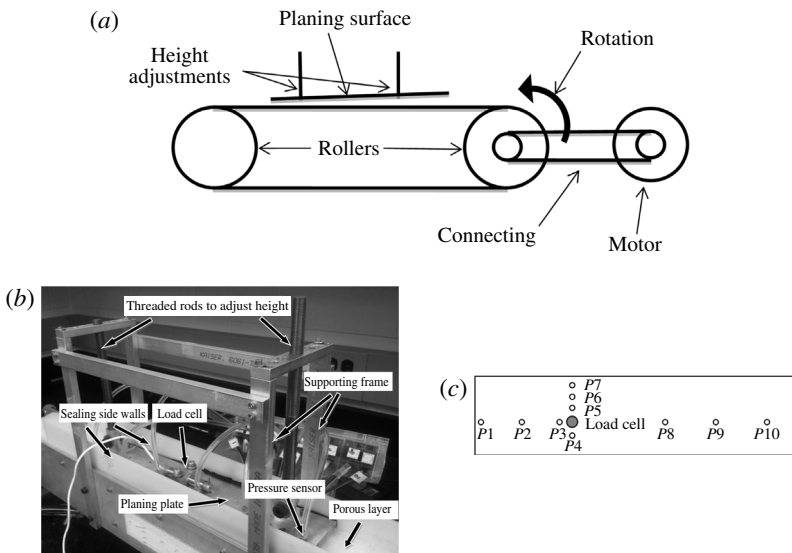 (a)
Planing surface
Height
adjustments
Rotation
Rollers
Connecting
Motor
(b)
Threaded rods to adjust height
KAISER. 6061-
Supporting frame
Sealing side walls
Load cell
Planing plate
Pressure sensor
Porous layer
(c)
P7
P6
P5
Load cell
P1
P2
P3
P4
P8
P9
P10